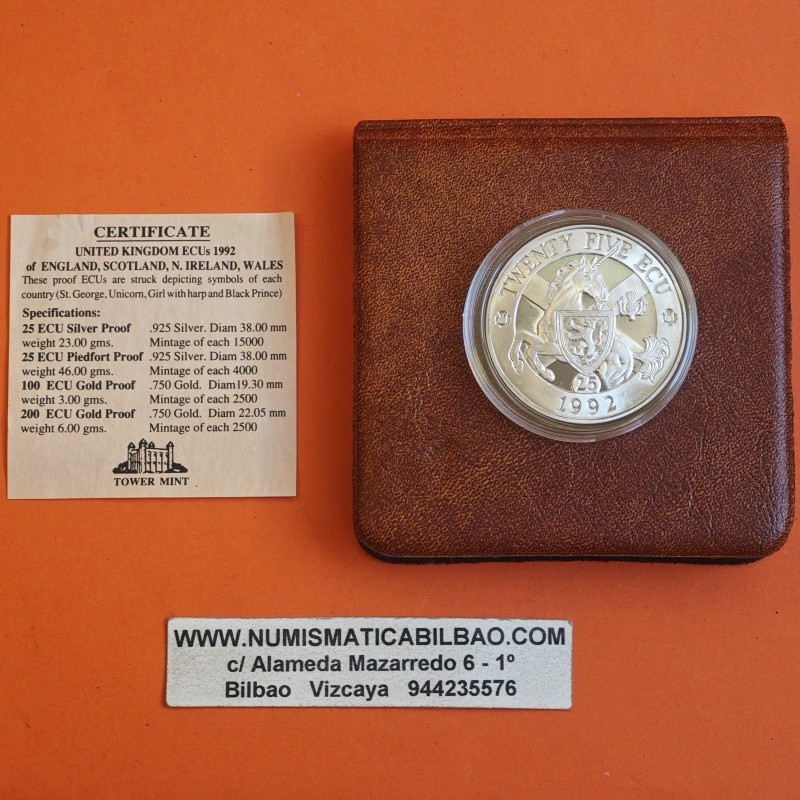 CERTIFICATE
UNITED KINGDOM ECUs 1992
of ENGLAND, SCOTLAND, N. IRELAND, WALES
These proof ECUs are struck depicting symbols of each
country (St. George, Unicorn, Girl with harp and Black Prince)
Specifications:
25 ECU Silver Proof .925 Silver. Diam 38.00 mm
weight 23.00 gms. Mintage of each 15000
25 ECU Piedfort Proof .925 Silver. Diam 38.00 mm
weight 46.00 gms. Mintage of each 4000
100 ECU Gold Proof .750 Gold. Diam19.30 mm
weight 3.00 gms. Mintage of each 2500
200 ECU Gold Proof .750 Gold. Diam 22.05 mm
weight 6.00 gms. Mintage of each 2500
TOWER MINT
TWENTY FIVE ECU
25
1992
WWW.NUMISMATICABILBAO.COM
c/ Alameda Mazarredo 6 - 1º
Bilbao Vizcaya 944235576